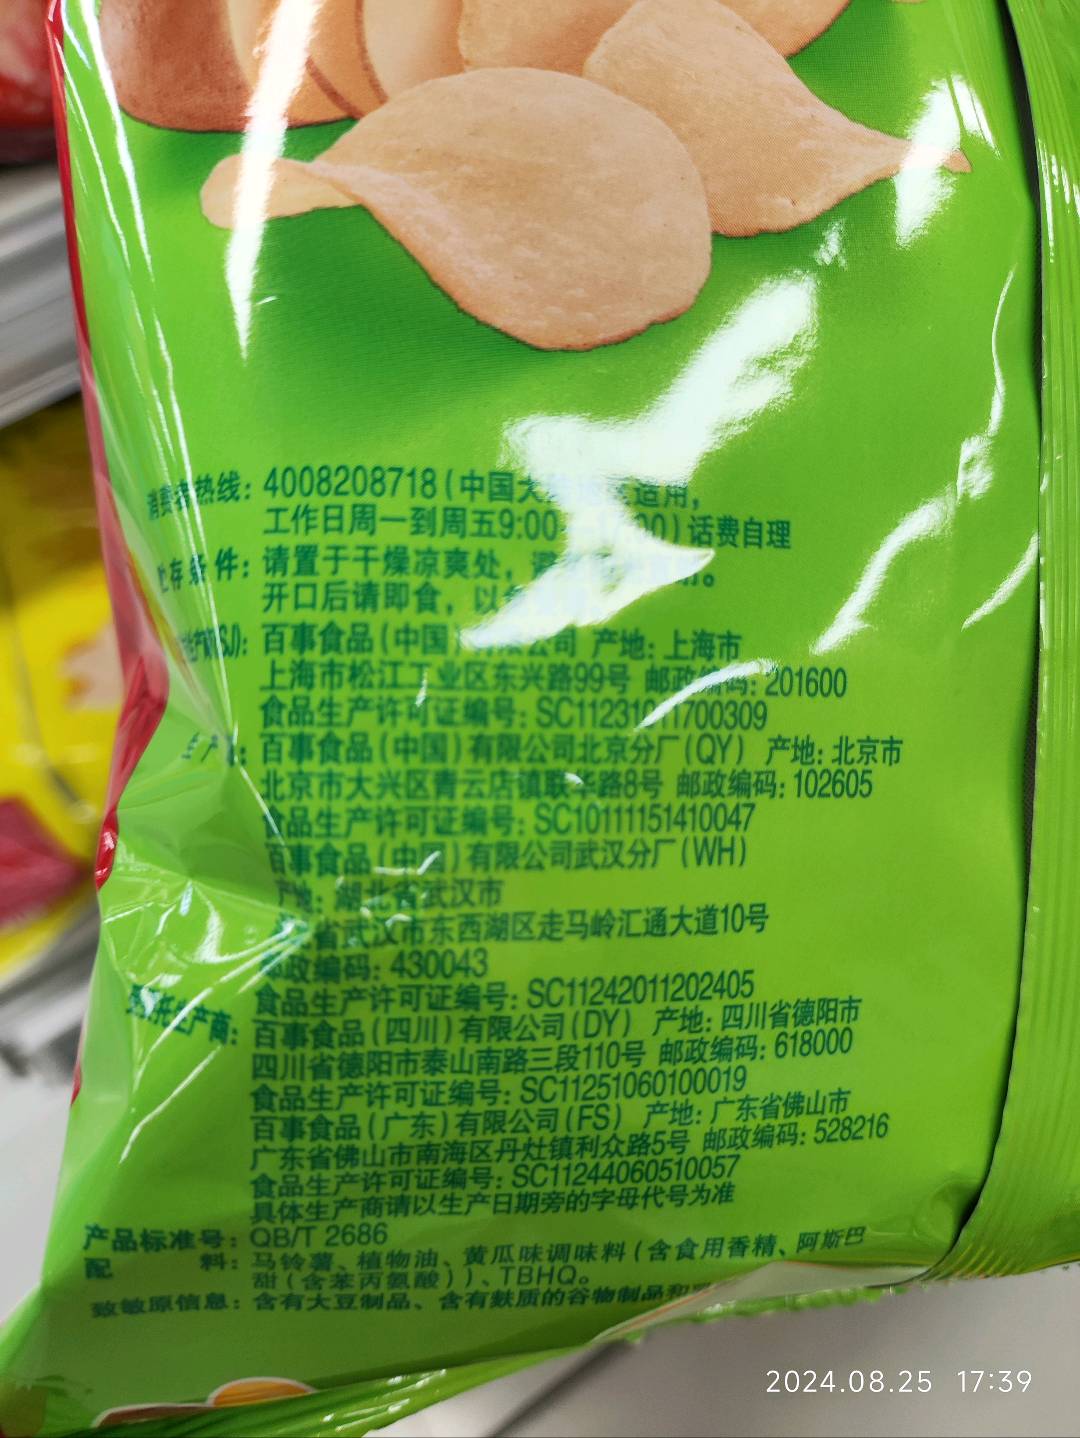 消费者热线：4008208718（中国大 适用，
工作日周一到周五9:00 00）话费自理
贮存条件：请置于干燥凉爽处，
开口后请即食，以
百事食品（中国）有限公司 产地：上海市
上海市松江工业区东兴路99号 邮政编码：201600
食品生产许可证编号：
生产商：百事食品（中国）有限公司北京分厂（QY） 产地：北京市
北京市大兴区青云店镇联华路8号 邮政编码：102605
食品生产许可证编号：SC10111151410047
百事食品（中国）有限公司武汉分厂（WH）
产地：湖北省武汉市
省武汉市东西湖区走马岭汇通大道10号
邮政编码：430043
食品生产许可证编号：SC11242011202405
受委托生产商：百事食品（四川）有限公司（DY） 产地：四川省德阳市
四川省德阳市泰山南路三段110号 邮政编码：618000
食品生产许可证编号：SC11251060100019
百事食品（广东）有限公司（FS） 产地：广东省佛山市
广东省佛山市南海区丹灶镇利众路5号 邮政编码：528216
食品生产许可证编号：SC11244060510057
具体生产商请以生产日期旁的字母代号为准
产品标准号：QB/T 2686
配 料：马铃薯、植物油、黄瓜味调味料（含食用香精、阿斯巴
甜（含苯丙氨酸））、TBHQ。
致敏原信息：含有大豆制品、含有麸质的谷物制品和
2024.08.25 17:39